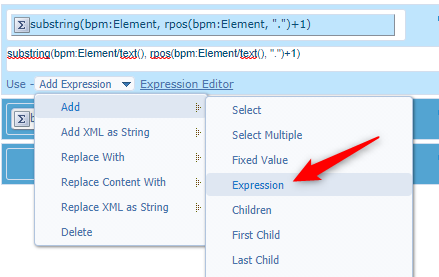 substring(bpm:Element, rpos(bpm:Element, ".")+1)
substring(bpm:Element/text(), rpos(bpm:Element/text(), ".")+1)
Use - Add Expression Expression Editor
Add
Add XML as String
Replace With
Replace Content With
Replace XML as String
Delete
Select
Select Multiple
Fixed Value
Expression
Children
First Child
Last Child